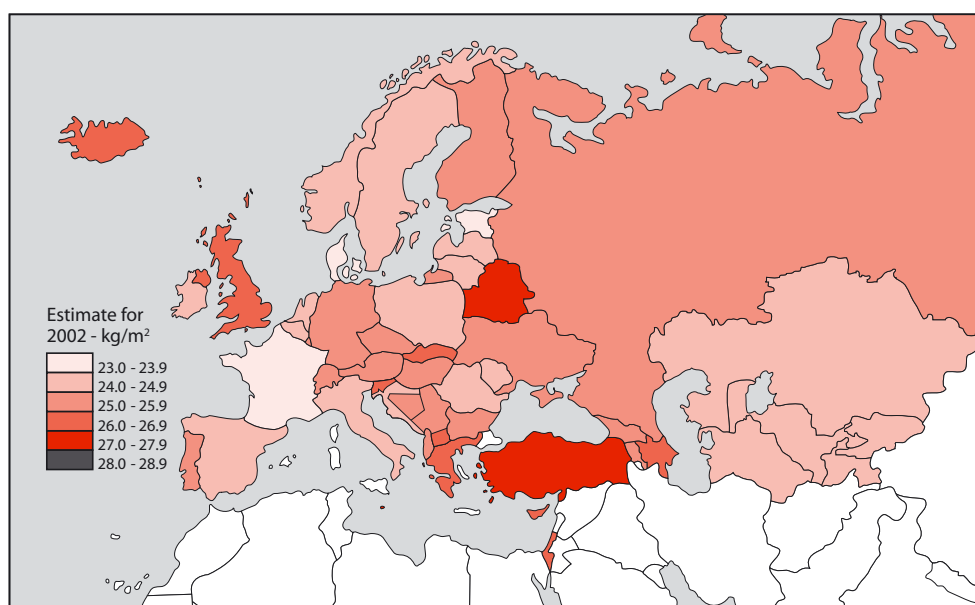 Estimate for
2002 - kg/m²
23.0 - 23.9
24.0 - 24.9
25.0 - 25.9
26.0 - 26.9
27.0 - 27.9
28.0 - 28.9